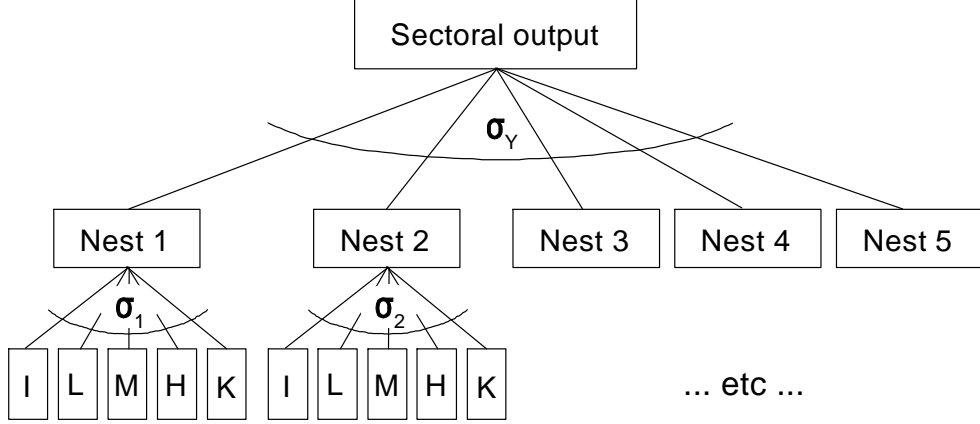 Sectoral output
σY
Nest 1 Nest 2 Nest 3 Nest 4 Nest 5
σ1 σ2
I L M H K I L M H K
... etc ...